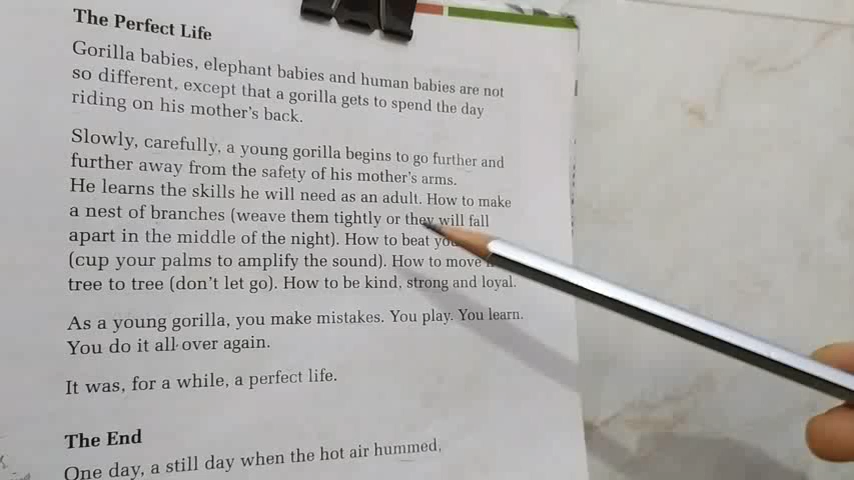 The Perfect Life
Gorilla babies, elephant babies and human babies are not
so different, except that a gorilla gets to spend the day
riding on his mother's back.
Slowly, carefully, a young gorilla begins to go further and
further away from the safety of his mother's arms.
He learns the skills he will need as an adult. How to make
a nest of branches (weave them tightly or they will fall
apart in the middle of the night). How to beat
(cup your palms to amplify the sound). How to move
tree to tree (don't let go). How to be kind, strong and loyal.
As a young gorilla, you make mistakes. You play. You learn.
You do it all over again.
It was, for a while, a perfect life.
The End
One day, a still day when the hot air hummed,